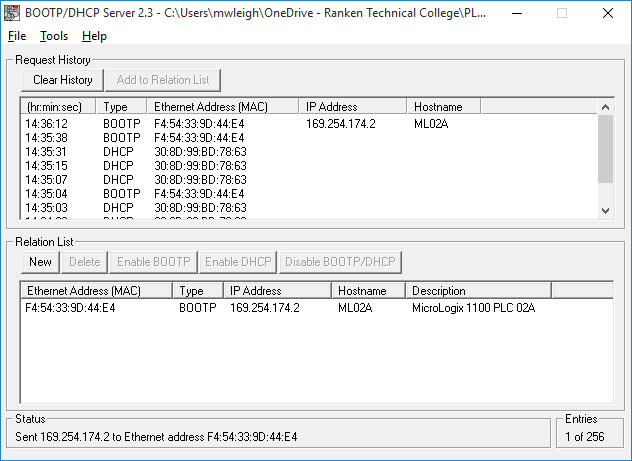 BOOTP/DHCP Server 2.3 - C:\Users\mwleigh\OneDrive - Ranken Technical College\PL...
File Tools Help
Request History
Clear History Add to Relation List
(hr:min:sec) Type Ethernet Address (MAC) IP Address Hostname
14:36:12 BOOTP F4:54:33:9D:44:E4 169.254.174.2 ML02A
14:35:38 BOOTP F4:54:33:9D:44:E4
14:35:31 DHCP 30:8D:99:BD:78:63
14:35:15 DHCP 30:8D:99:BD:78:63
14:35:07 DHCP 30:8D:99:BD:78:63
14:35:04 BOOTP F4:54:33:9D:44:E4
14:35:03 DHCP 30:8D:99:BD:78:63
Relation List
New Delete Enable BOOTP Enable DHCP Disable BOOTP/DHCP
Ethernet Address (MAC) Type IP Address Hostname Description
F4:54:33:9D:44:E4 BOOTP 169.254.174.2 ML02A MicroLogix 1100 PLC 02A
Status Entries
Sent 169.254.174.2 to Ethernet address F4:54:33:9D:44:E4 1 of 256